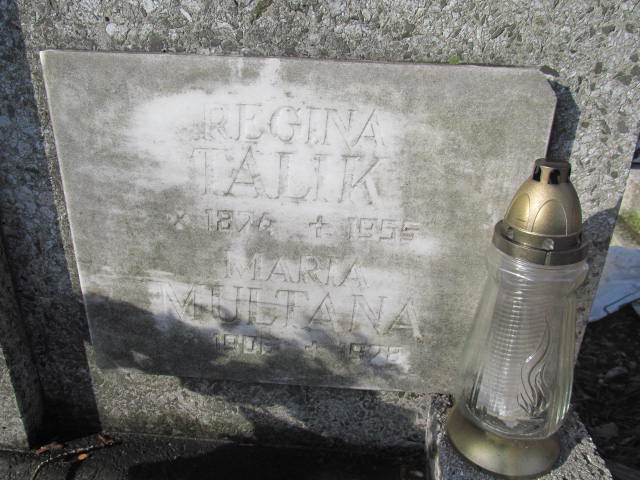 REGINA
TALIK
* 1874 + 1955
MARIA
MULTANA